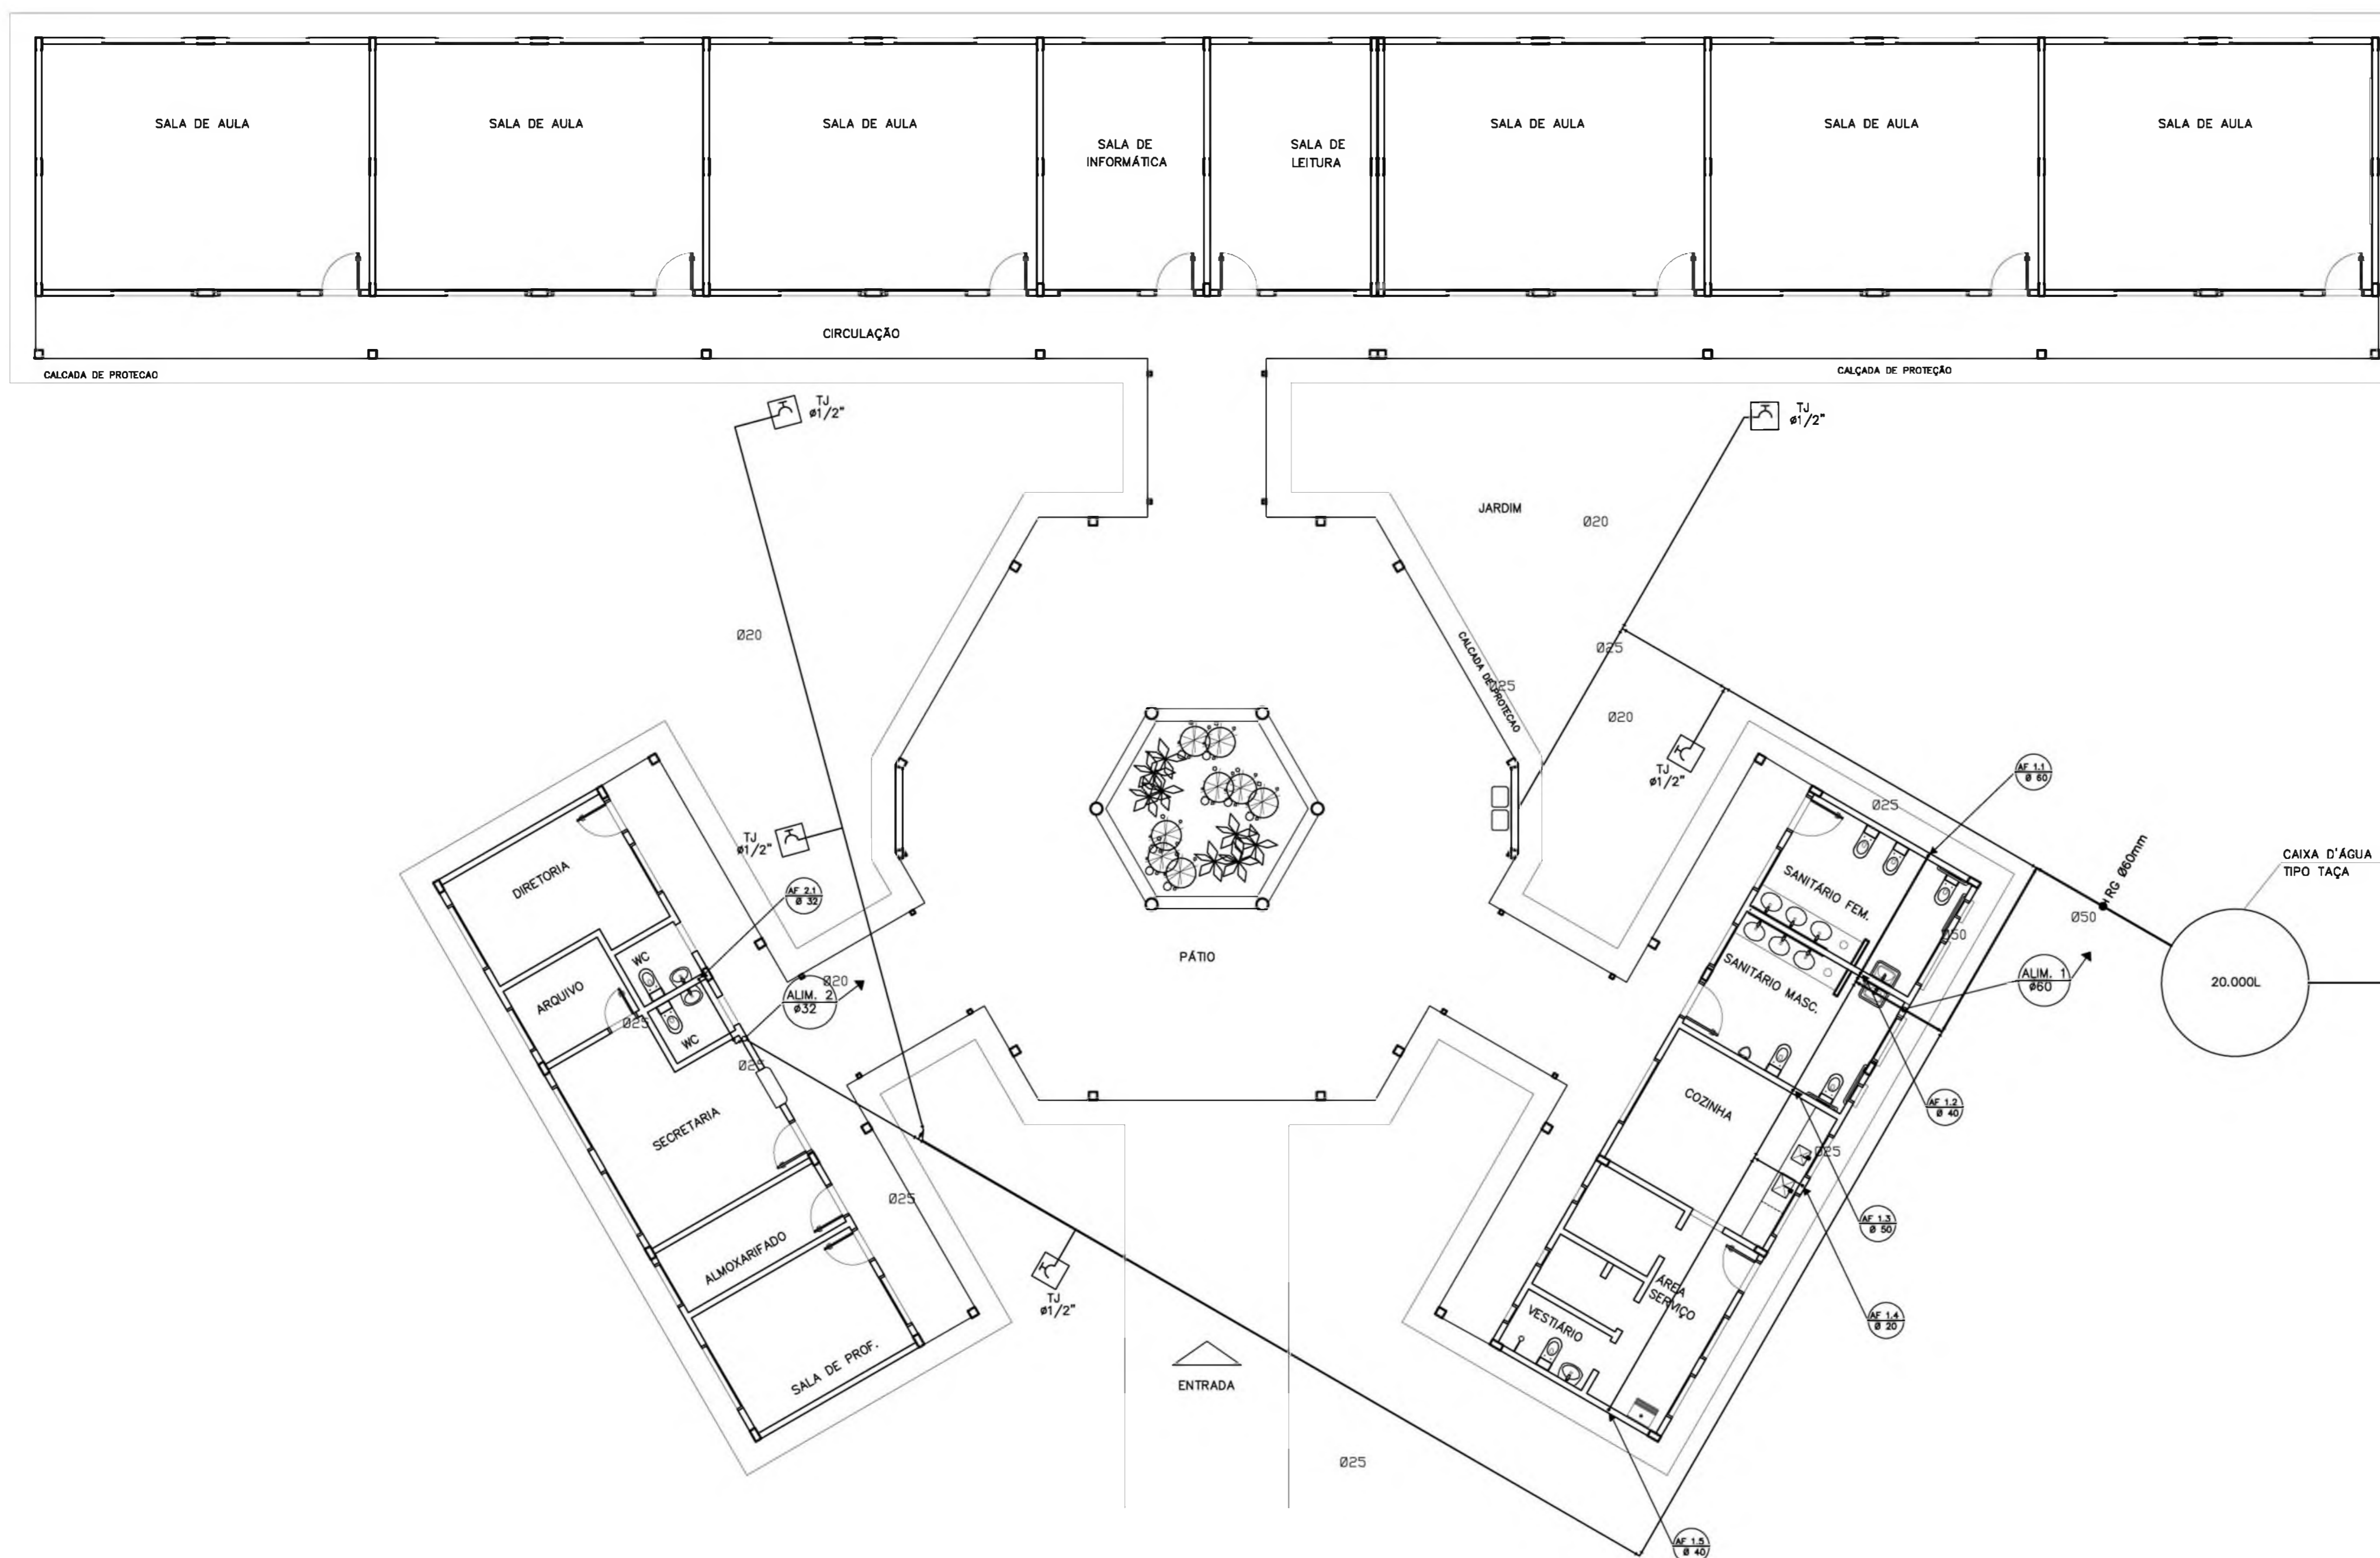 SALA DE AULA
SALA DE AULA
SALA DE AULA
SALA DE
INFORMÁTICA
SALA DE
LEITURA
SALA DE AULA
SALA DE AULA
SALA DE AULA
CIRCULAÇÃO
CALCADA DE PROTECAO
CALÇADA DE PROTEÇÃO
TJ
ø1/2"
TJ
ø1/2"
JARDIM
Ø20
Ø20
Ø25
CALCADA DE PROTECAO
Ø25
Ø20
TJ
ø1/2"
AF 1.1
Ø 60
Ø25
TJ
ø1/2"
RG Ø60mm
CAIXA D'ÁGUA
TIPO TAÇA
DIRETORIA
AF 2.1
Ø 32
SANITÁRIO FEM.
Ø50
Ø50
WC
PÁTIO
SANITÁRIO MASC.
ALIM. 1
Ø60
20.000L
ARQUIVO
Ø20
ALIM. 2
Ø32
Ø25
WC
Ø25
SECRETARIA
COZINHA
AF 1.2
Ø 40
Ø25
Ø25
AF 1.3
Ø 50
ALMOXARIFADO
TJ
ø1/2"
ÁREA
SERVIÇO
VESTIÁRIO
AF 1.4
Ø 20
SALA DE PROF.
ENTRADA
Ø25
AF 1.5
Ø 40